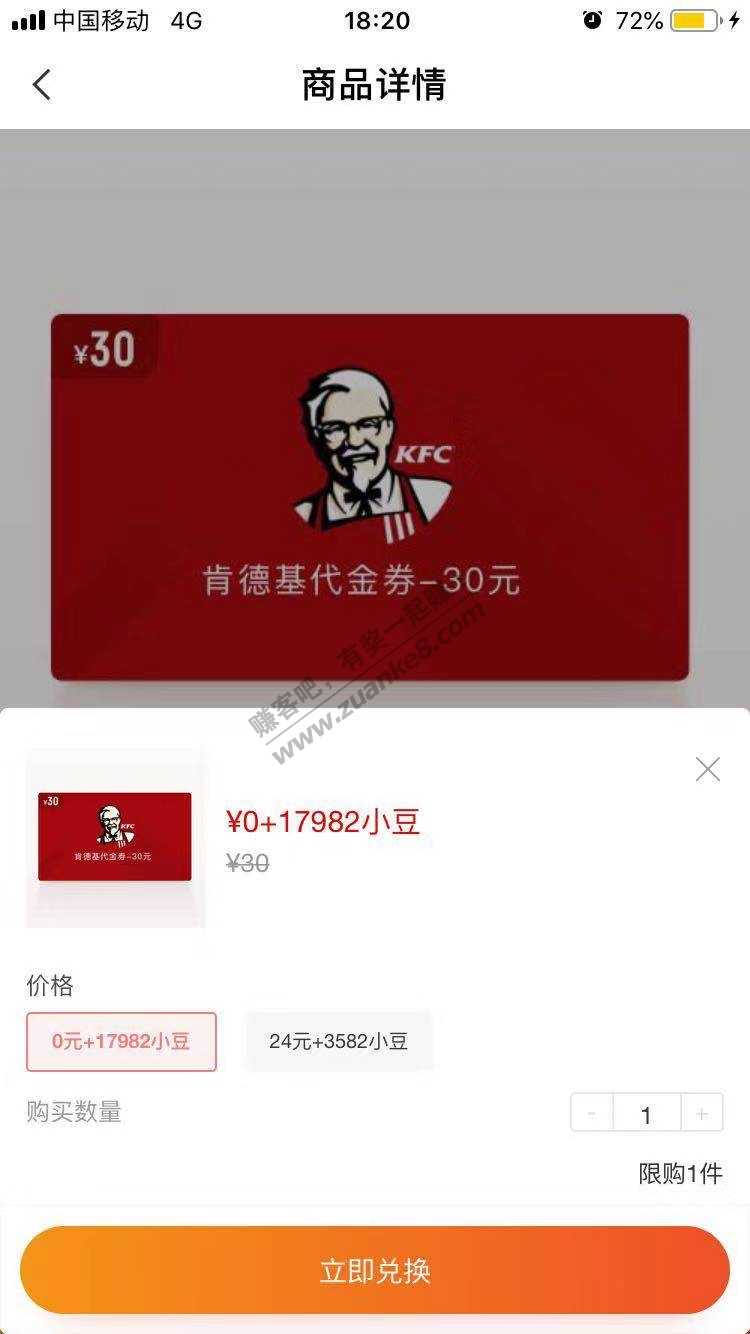 中国移动 4G 18:20 72%
商品详情
¥30
KFC
肯德基代金券-30元
赚客吧，有奖一起赚！
www.zuanke8.com
¥30
KFC
肯德基代金券-30元
¥0+17982小豆
¥30
价格
0元+17982小豆 24元+3582小豆
购买数量 - 1 +
限购1件
立即兑换